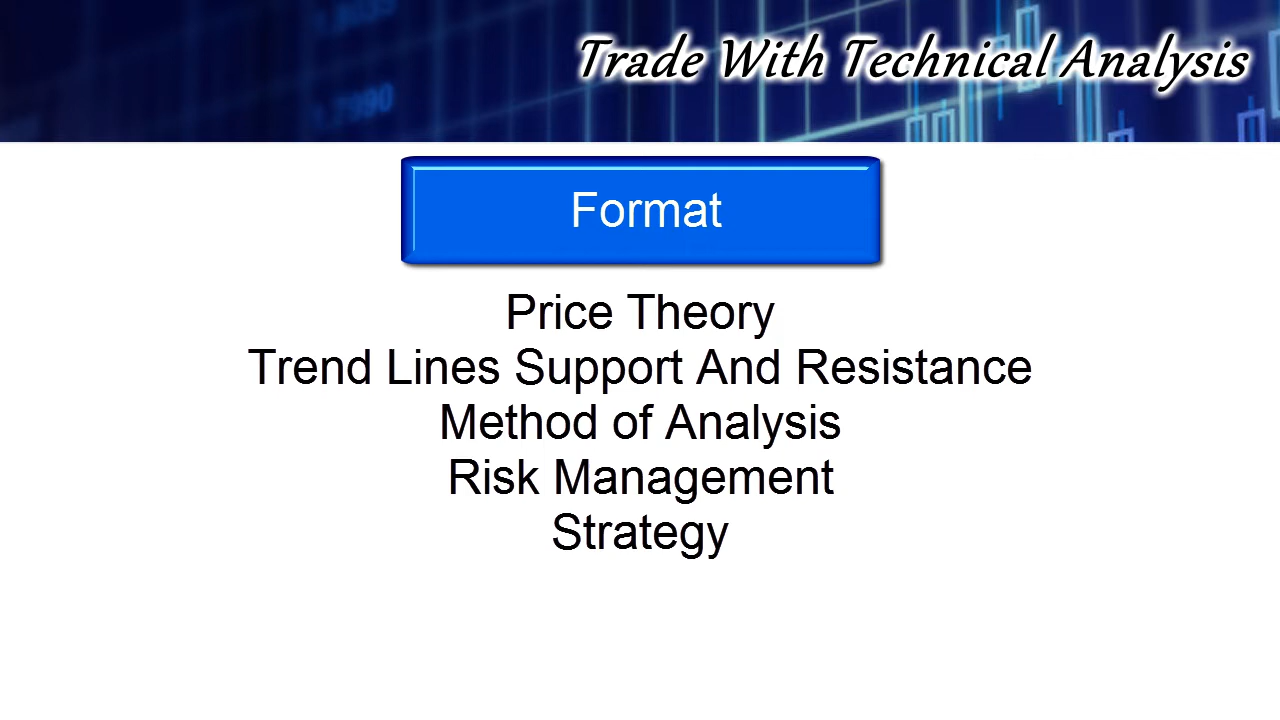 Trade With Technical Analysis
Format
Price Theory
Trend Lines Support And Resistance
Method of Analysis
Risk Management
Strategy